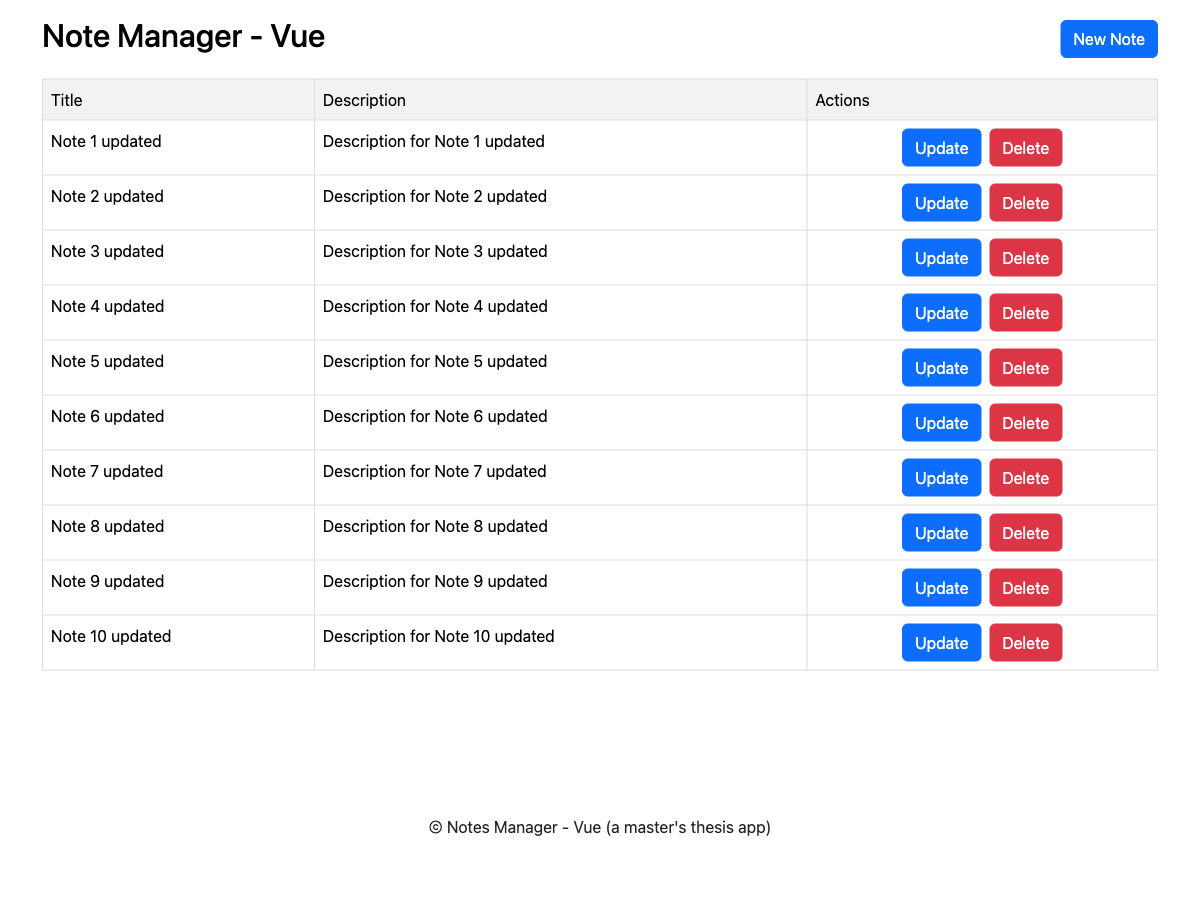 Note Manager - Vue New Note
Title Description Actions
Note 1 updated Description for Note 1 updated Update Delete
Note 2 updated Description for Note 2 updated Update Delete
Note 3 updated Description for Note 3 updated Update Delete
Note 4 updated Description for Note 4 updated Update Delete
Note 5 updated Description for Note 5 updated Update Delete
Note 6 updated Description for Note 6 updated Update Delete
Note 7 updated Description for Note 7 updated Update Delete
Note 8 updated Description for Note 8 updated Update Delete
Note 9 updated Description for Note 9 updated Update Delete
Note 10 updated Description for Note 10 updated Update Delete
© Notes Manager - Vue (a master's thesis app)